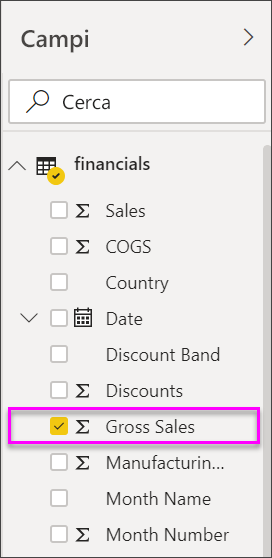 Campi
Cerca
financials
Σ Sales
Σ COGS
Country
Date
Discount Band
Σ Discounts
Σ Gross Sales
Σ Manufacturin...
Month Name
Σ Month Number